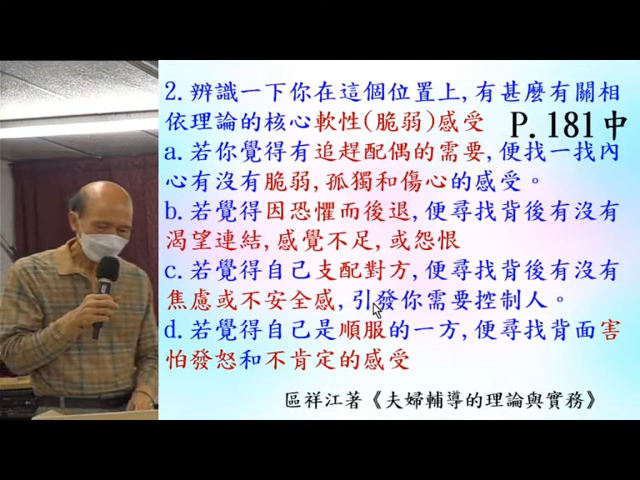 2.辨識一下你在這個位置上,有甚麼有關相
依理論的核心軟性(脆弱)感受
P.181中
a.若你覺得有追趕配偶的需要,便找一找內
心有沒有脆弱,孤獨和傷心的感受。
b.若覺得因恐懼而後退,便尋找背後有沒有
渴望連結,感覺不足,或怨恨
c.若覺得自己支配對方,便尋找背後有沒有
焦慮或不安全感,引發你需要控制人。
d.若覺得自己是順服的一方,便尋找背面害
怕發怒和不肯定的感受
區祥江著《夫婦輔導的理論與實務》